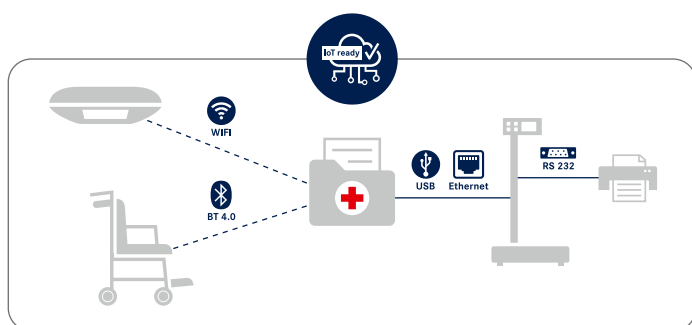 IoT ready
WIFI
BT 4.0
USB
Ethernet
RS 232